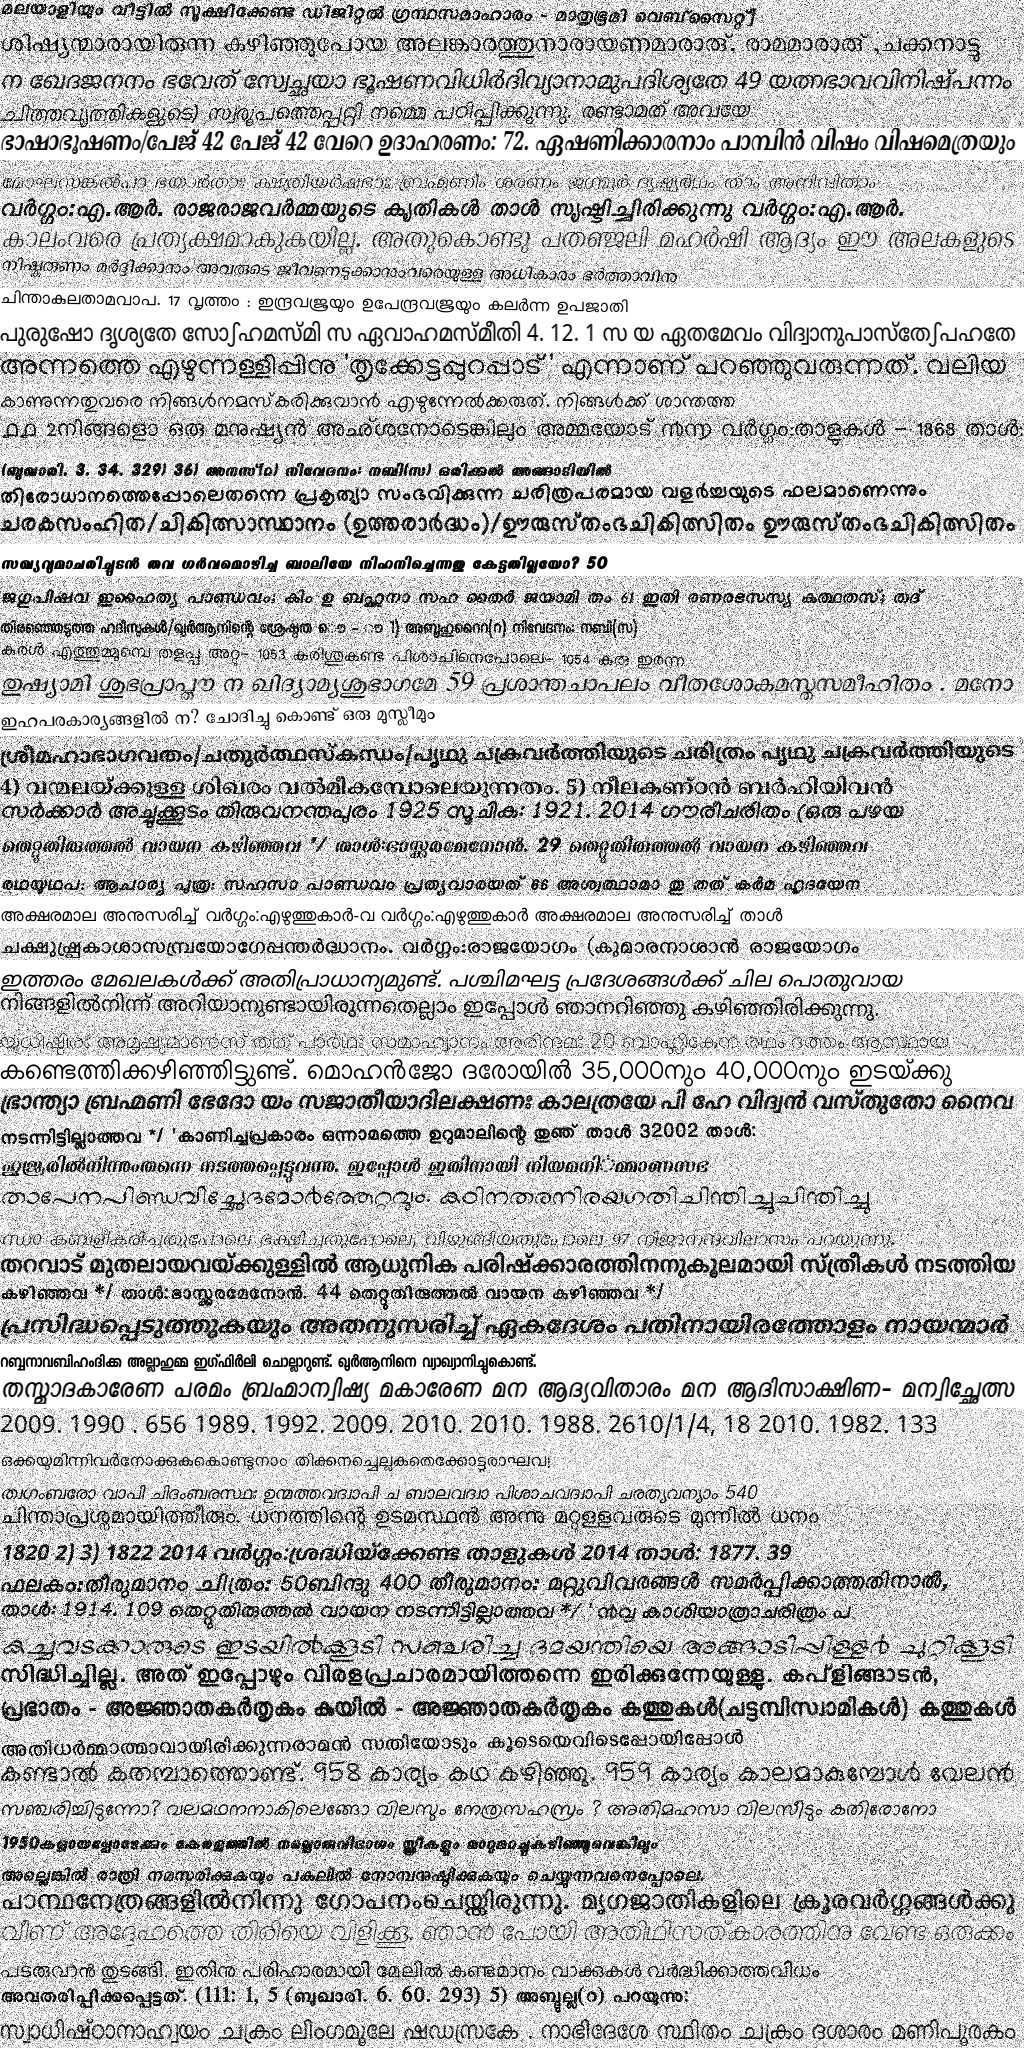 മലയാളിയും വീട്ടിൽ സൂക്ഷിക്കേണ്ട ഡിജിറ്റൽ ഗ്രന്ഥസമാഹാരം - മാതൃഭൂമി വെബ്സൈറ്റ്]
ശിഷ്യന്മാരായിരുന്ന കഴിഞ്ഞുപോയ അലങ്കാരത്തുനാരായണമാരാര്. രാമമാരാര് ,ചക്കനാട്ടു
ന ഖേദജനനം ഭവേത് സ്വേച്ഛയാ ഭൂഷണവിധിർദിവ്യാനാമുപദിശ്യതേ 49 യത്നഭാവവിനിഷ്പന്നം
ചിത്തവൃത്തികളുടെ) സ്വരൂപത്തെപ്പറ്റി നമ്മെ പഠിപ്പിക്കുന്നു. രണ്ടാമത് അവയേ
ഭാഷാഭൂഷണം/പേജ് 42 പേജ് 42 വേറെ ഉദാഹരണം: 72. ഏഷണിക്കാരനാം പാമ്പിൻ വിഷം വിഷമെത്രയും
ശരണം
വർഗ്ഗം:എ.ആർ. രാജരാജവർമ്മയുടെ കൃതികൾ താൾ സൃഷ്ടിച്ചിരിക്കുന്നു വർഗ്ഗം:എ.ആർ.
കാലംവരെ പ്രത്യക്ഷമാകുകയില്ല. അതുകൊണ്ടു പതഞ്ജലി മഹർഷി ആദ്യം ഈ അലകളുടെ
നിഷ്കരുണം മർദ്ദിക്കാനും അവരുടെ ജീവനെടുക്കാനുംവരെയുള്ള അധികാരം ഭർത്താവിനു
ചിന്താകുലതാമവാപ. 17 വൃത്തം : ഇന്ദ്രവജ്രയും ഉപേന്ദ്രവജ്രയും കലർന്ന ഉപജാതി
പുരുഷോ ദൃശ്യതേ സോഽഹമസ്മി സ ഏവാഹമസ്മീതി 4. 12. 1 സ യ ഏതമേവം വിദ്വാനുപാസ്തേഽപഹതേ
അന്നത്തെ എഴുന്നള്ളിപ്പിനു 'തൃക്കേട്ടപ്പുറപ്പാട്' എന്നാണ് പറഞ്ഞുവരുന്നത്. വലിയ
കാണുന്നതുവരെ നിങ്ങൾനമസ്കരിക്കുവാൻ എഴുന്നേൽക്കരുത്. നിങ്ങൾക്ക് ശാന്തത്ത
൧൧ ൨നിങ്ങളൊ ഒരു മനുഷ്യൻ അഛ്ശനോടെങ്കിലും അമ്മയോട് ൻ൩ വർഗ്ഗം:താളുകൾ – 1868 താൾ:
(ബുഖാരി. 3. 34. 329) 36) അനസ്(റ) നിവേദനം: നബി(സ) ഒരിക്കൽ അങ്ങാടിയിൽ
തിരോധാനത്തെപ്പോലെതന്നെ പ്രകൃത്യാ സംഭവിക്കുന്ന ചരിത്രപരമായ വളർച്ചയുടെ ഫലമാണെന്നും
ചരകസംഹിത/ചികിത്സാസ്ഥാനം (ഉത്തരാർദ്ധം)/ഊരുസ്തംഭചികിത്സിതം ഊരുസ്തംഭചികിത്സിതം
സഖ്യവുമാചരിച്ചുടൻ തവ ഗർവമൊഴിച്ച ബാലിയേ നിഹനിച്ചെന്നതു കേട്ടതില്ലയോ? 50
ജഗുപിഷവ ഇഹൈത്യ പാണ്ഡവം; കിം ഉ ബഹുനാ സഹ തൈർ ജയാമി തം 61 ഇതി രണരഭസസ്യ കത്ഥതസ്; തദ്
തിരഞ്ഞെടുത്ത ഹദീസുകൾ/ഖുർആനിന്റെ ശ്രേഷ്ഠത ൌ - ൗ 1) അബൂഹുറൈറ(റ) നിവേദനം: നബി(സ)
കരൾ എത്തുമ്മുമ്പെ തളപ്പു അറ്റു– 1053 കരിശ്രുകണ്ട പിശാചിനെപോലെ– 1054 കരു ഇരന്ന
തുഷ്യാമി ശുഭപ്രാപ്തൗ ന ഖിദ്യാമ്യശുഭാഗമേ 59 പ്രശാന്തചാപലം വീതശോകമസ്തസമീഹിതം . മനോ
ഇഹപരകാര്യങ്ങളിൽ ന? ചോദിച്ചു കൊണ്ട് ഒരു മുസ്ലീമും
ശ്രീമഹാഭാഗവതം/ചതുർത്ഥസ്കന്ധം/പൃഥു ചക്രവർത്തിയുടെ ചരിത്രം പൃഥു ചക്രവർത്തിയുടെ
4) വന്മലയ്ക്കുള്ള ശിഖരം വൽമീകമ്പോലെയുന്നതം. 5) നീലകണ്ഠൻ ബർഹിയിവൻ
സർക്കാർ അച്ചുക്കൂടം തിരുവനന്തപുരം 1925 സൂചിക: 1921. 2014 ഗൗരീചരിതം (ഒരു പഴയ
തെറ്റുതിരുത്തൽ വായന കഴിഞ്ഞവ */ താൾ:ഭാസ്ക്കരമേനോൻ. 29 തെറ്റുതിരുത്തൽ വായന കഴിഞ്ഞവ
രഥയൂഥപ: ആചാര്യ പുത്ര: സഹസാ പാണ്ഡവം പ്രത്യവാരയത് 66 അശ്വത്ഥാമാ തു തത് കർമ ഹൃദയേന
അക്ഷരമാല അനുസരിച്ച് വർഗ്ഗം:എഴുത്തുകാർ-വ വർഗ്ഗം:എഴുത്തുകാർ അക്ഷരമാല അനുസരിച്ച് താൾ
ചക്ഷുഷ്പ്രകാശാസമ്പ്രയോഗേപ്പന്തർദ്ധാനം. വർഗ്ഗം:രാജയോഗം (കുമാരനാശാൻ രാജയോഗം
ഇത്തരം മേഖലകൾക്ക് അതിപ്രാധാന്യമുണ്ട്. പശ്ചിമഘട്ട പ്രദേശങ്ങൾക്ക് ചില പൊതുവായ
നിങ്ങളിൽനിന്ന് അറിയാനുണ്ടായിരുന്നതെല്ലാം ഇപ്പോൾ ഞാനറിഞ്ഞു കഴിഞ്ഞിരിക്കുന്നു.
കണ്ടെത്തിക്കഴിഞ്ഞിട്ടുണ്ട്. മൊഹൻജോ ദരോയിൽ 35,000നും 40,000നും ഇടയ്ക്കു
ഭ്രാന്ത്യാ ബ്രഹ്മണി ഭേദോ യം സജാതീയാദിലക്ഷണഃ കാലത്രയേ പി ഹേ വിദ്വൻ വസ്തുതോ നൈവ
നടന്നിട്ടില്ലാത്തവ */ 'കാണിച്ചപ്രകാരം ഒന്നാമത്തെ ഉറുമാലിന്റെ തുഞ്ഞ് താൾ 32002 താൾ:
ഹുജൂരിൽനിന്നുംതന്നെ നടത്തപ്പെട്ടുവന്നു. ഇപ്പോൾ ഇതിനായി നിയമനിർമ്മാണസഭ
താപേനപിണ്ഡവിച്ഛേദമോർത്തേറ്റവും. കഠിനതരനിരയഗതിചിന്തിച്ചുചിന്തിച്ചു
തറവാട് മുതലായവയ്ക്കുള്ളിൽ ആധുനിക പരിഷ്ക്കാരത്തിനനുകൂലമായി സ്ത്രീകൾ നടത്തിയ
കഴിഞ്ഞവ */ താൾ:ഭാസ്ക്കരമേനോൻ. 44 തെറ്റുതിരുത്തൽ വായന കഴിഞ്ഞവ */
പ്രസിദ്ധപ്പെടുത്തുകയും അതനുസരിച്ച് ഏകദേശം പതിനായിരത്തോളം നായന്മാർ
റബ്ബനാവബിഹംദിക്ക അല്ലാഹുമ്മ ഇഗ്ഫിർലി ചൊല്ലാറുണ്ട്. ഖുർആനിനെ വ്യാഖ്യാനിച്ചുകൊണ്ട്.
തസ്മാദകാരേണ പരമം ബ്രഹ്മാന്വിഷ്യ മകാരേണ മന ആദ്യവിതാരം മന ആദിസാക്ഷിണ- മന്വിച്ഛേത്സ
2009. 1990 . 656 1989. 1992. 2009. 2010. 2010. 1988. 2610/1/4, 18 2010. 1982. 133
ഒക്കയുമിന്നിവർനോക്കുകകൊണ്ടുനാം തിക്കനച്ചെല്ലുകതെക്കോട്ടുരാഘവ!
ത്വഗംബരോ വാപി ചിദംബരസ്ഥഃ ഉന്മത്തവദ്വാപി ച ബാലവദ്വാ പിശാചവദ്വാപി ചരത്യവന്യാം 540
ചിന്താപ്രശ്നമായിത്തീരും. ധനത്തിന്റെ ഉടമസ്ഥൻ അന്നു മറ്റുള്ളവരുടെ മുന്നിൽ ധനം
1820 2) 3) 1822 2014 വർഗ്ഗം:ശ്രദ്ധിയ്ക്കേണ്ട താളുകൾ 2014 താൾ: 1877. 39
ഫലകം:തീരുമാനം ചിത്രം: 50ബിന്ദു 400 തീരുമാനം: മറ്റുവിവരങ്ങൾ സമർപ്പിക്കാത്തതിനാൽ,
താൾ: 1914. 109 തെറ്റുതിരുത്തൽ വായന നടന്നിട്ടില്ലാത്തവ */ 'ൻവൃ കാശിയാത്രാചരിത്രം പ
കച്ചവടക്കാരുടെ ഇടയിൽക്കൂടി സഞ്ചരിച്ചു ദമയന്തിയെ അങ്ങാടിപ്പിള്ളർ ചുറ്റിക്കൂടി
സിദ്ധിച്ചില്ല. അത് ഇപ്പോഴും വിരളപ്രചാരമായിത്തന്നെ ഇരിക്കുന്നേയുള്ളു. കപ്ളിങ്ങാടൻ,
പ്രഭാതം - അജ്ഞാതകർതൃകം കുയിൽ - അജ്ഞാതകർതൃകം കത്തുകൾ(ചട്ടമ്പിസ്വാമികൾ) കത്തുകൾ
അതിധർമ്മാത്മാവായിരിക്കുന്നരാമൻ സതിയോടും കൂടെയെവിടെപ്പോയിപ്പോൾ
കണ്ടാൽ കതമ്പാത്തൊണ്ട്. 958 കാര്യം കഥ കഴിഞ്ഞൂ. 959 കാര്യം കാലമാകുമ്പോൾ വേലൻ
സഞ്ചരിച്ചിടുന്നോ? വലമഥനനാകിലെങ്ങോ വിലസും നേത്രസഹസ്രം ? അതിമഹസാ വിലസീടും കതിരോനോ
1950കളായപ്പോഴേക്കും കേരളത്തിൽ നല്ലൊരുവിഭാഗം സ്ത്രീകളും മാറുമറച്ചുകഴിഞ്ഞുവെങ്കിലും
അല്ലെങ്കിൽ രാത്രി നമസ്കരിക്കുകയും പകലിൽ നോമ്പനുഷ്ടിക്കുകയും ചെയ്യുന്നവനെപ്പോലെ.
പാന്ഥനേത്രങ്ങളിൽനിന്നു ഗോപനംചെയ്തിരുന്നു. മൃഗജാതികളിലെ ക്രൂരവർഗ്ഗങ്ങൾക്കു
വീണ് അദ്ദേഹത്തെ തിരിയെ വിളിക്കൂ. ഞാൻ പോയി അതിഥിസത്കാരത്തിനു വേണ്ട ഒരുക്കം
പടരുവാൻ തുടങ്ങി. ഇതിനു പരിഹാരമായി മേലിൽ കുണ്ടമാനം വാക്കുകൾ വർദ്ധിക്കാത്തവിധം
അവതരിപ്പിക്കപ്പെട്ടത്. (111: 1, 5 (ബുഖാരി. 6. 60. 293) 5) അബ്ദുല്ല(റ) പറയുന്നു:
സ്വാധിഷ്ഠാനാഹ്വയം ചക്രം ലിംഗമൂലേ ഷഡസ്രകേ . നാഭിദേശേ സ്ഥിതം ചക്രം ദശാരം മണിപൂരകം